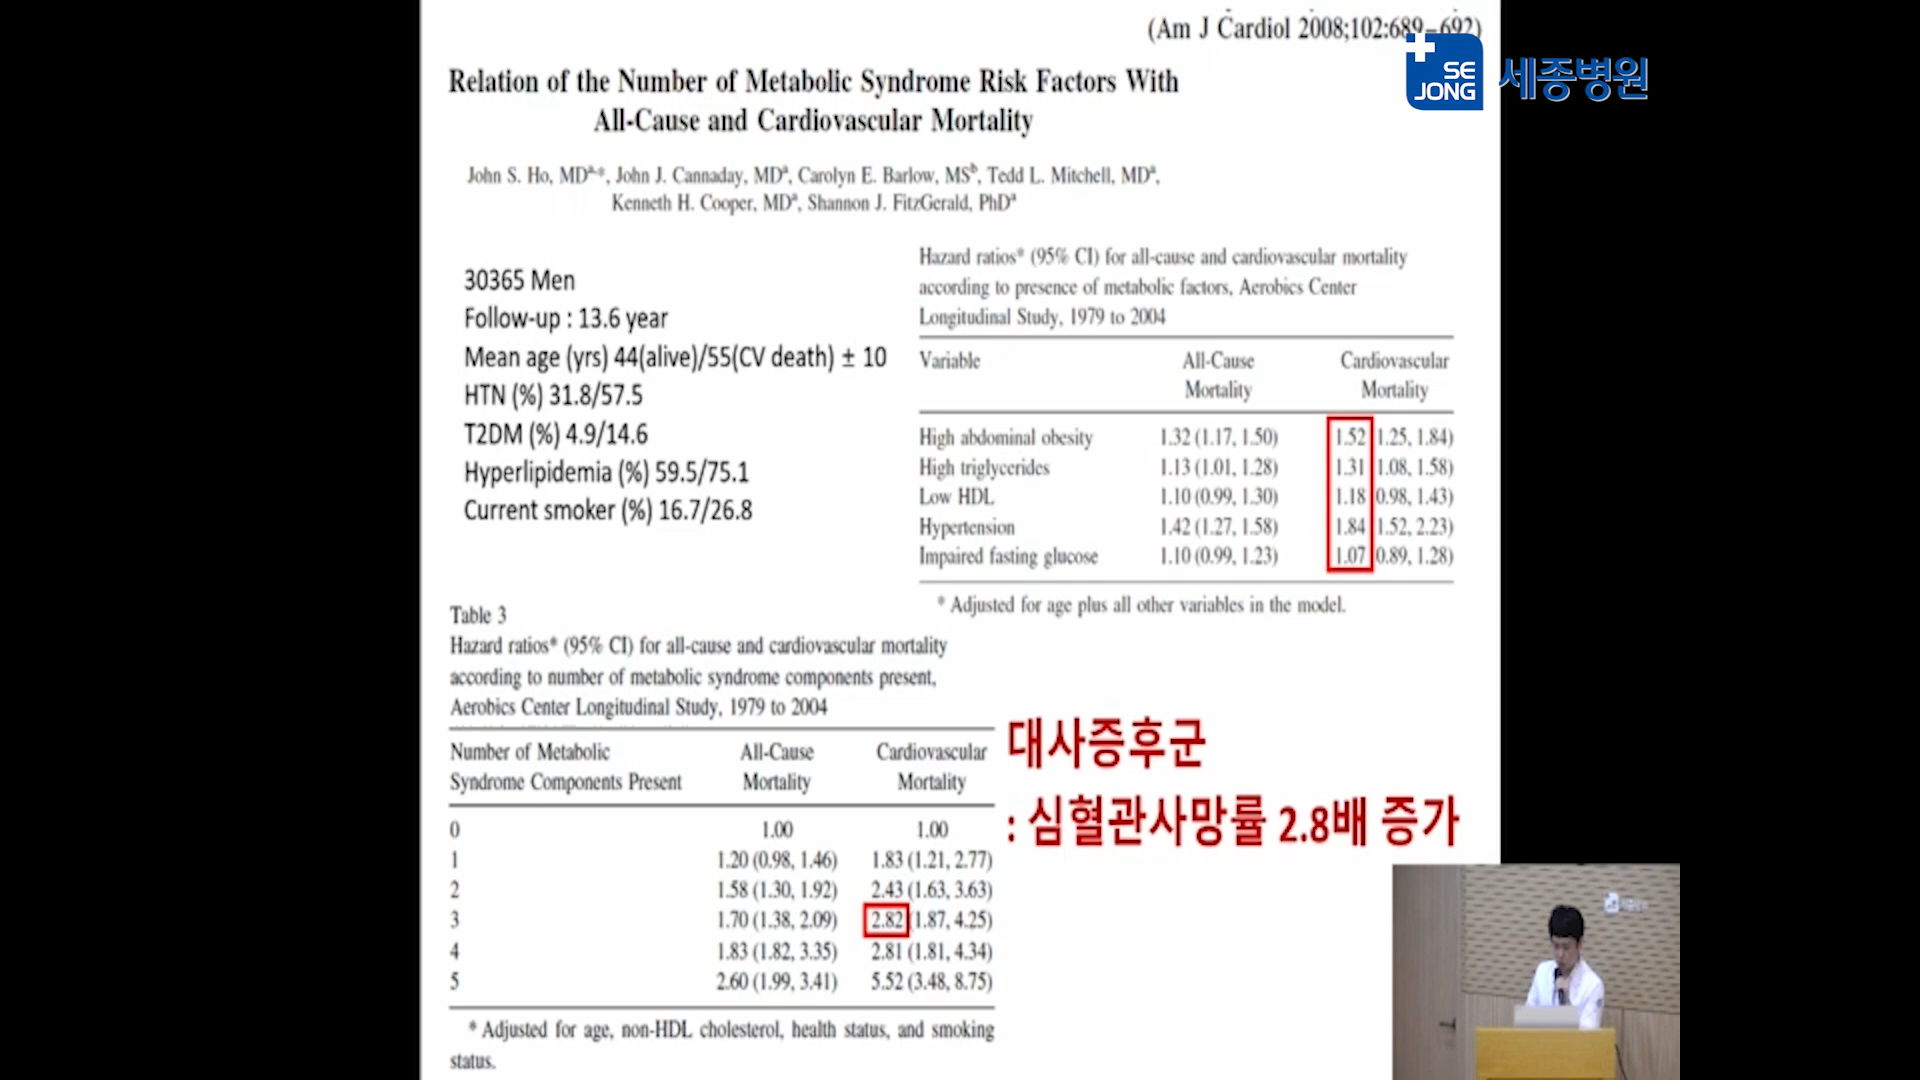 (Am J Cardiol 2008;102:689–692)
SE
JONG
세종병원
Relation of the Number of Metabolic Syndrome Risk Factors With
All-Cause and Cardiovascular Mortality
John S. Ho, MDᵃ,*, John J. Cannaday, MDᵃ, Carolyn E. Barlow, MSᵇ, Tedd L. Mitchell, MDᵃ,
Kenneth H. Cooper, MDᵃ, Shannon J. FitzGerald, PhDᵃ
30365 Men
Follow-up : 13.6 year
Mean age (yrs) 44(alive)/55(CV death) ± 10
HTN (%) 31.8/57.5
T2DM (%) 4.9/14.6
Hyperlipidemia (%) 59.5/75.1
Current smoker (%) 16.7/26.8
Hazard ratios* (95% CI) for all-cause and cardiovascular mortality
according to presence of metabolic factors, Aerobics Center
Longitudinal Study, 1979 to 2004
Variable All-Cause Cardiovascular
Mortality Mortality
High abdominal obesity 1.32 (1.17, 1.50) 1.52 1.25, 1.84)
High triglycerides 1.13 (1.01, 1.28) 1.31 1.08, 1.58)
Low HDL 1.10 (0.99, 1.30) 1.18 0.98, 1.43)
Hypertension 1.42 (1.27, 1.58) 1.84 1.52, 2.23)
Impaired fasting glucose 1.10 (0.99, 1.23) 1.07 0.89, 1.28)
* Adjusted for age plus all other variables in the model.
Table 3
Hazard ratios* (95% CI) for all-cause and cardiovascular mortality
according to number of metabolic syndrome components present,
Aerobics Center Longitudinal Study, 1979 to 2004
Number of Metabolic All-Cause Cardiovascular
Syndrome Components Present Mortality Mortality
0 1.00 1.00
1 1.20 (0.98, 1.46) 1.83 (1.21, 2.77)
2 1.58 (1.30, 1.92) 2.43 (1.63, 3.63)
3 1.70 (1.38, 2.09) 2.82 (1.87, 4.25)
4 1.83 (1.82, 3.35) 2.81 (1.81, 4.34)
5 2.60 (1.99, 3.41) 5.52 (3.48, 8.75)
* Adjusted for age, non-HDL cholesterol, health status, and smoking
status.
대사증후군
: 심혈관사망률 2.8배 증가